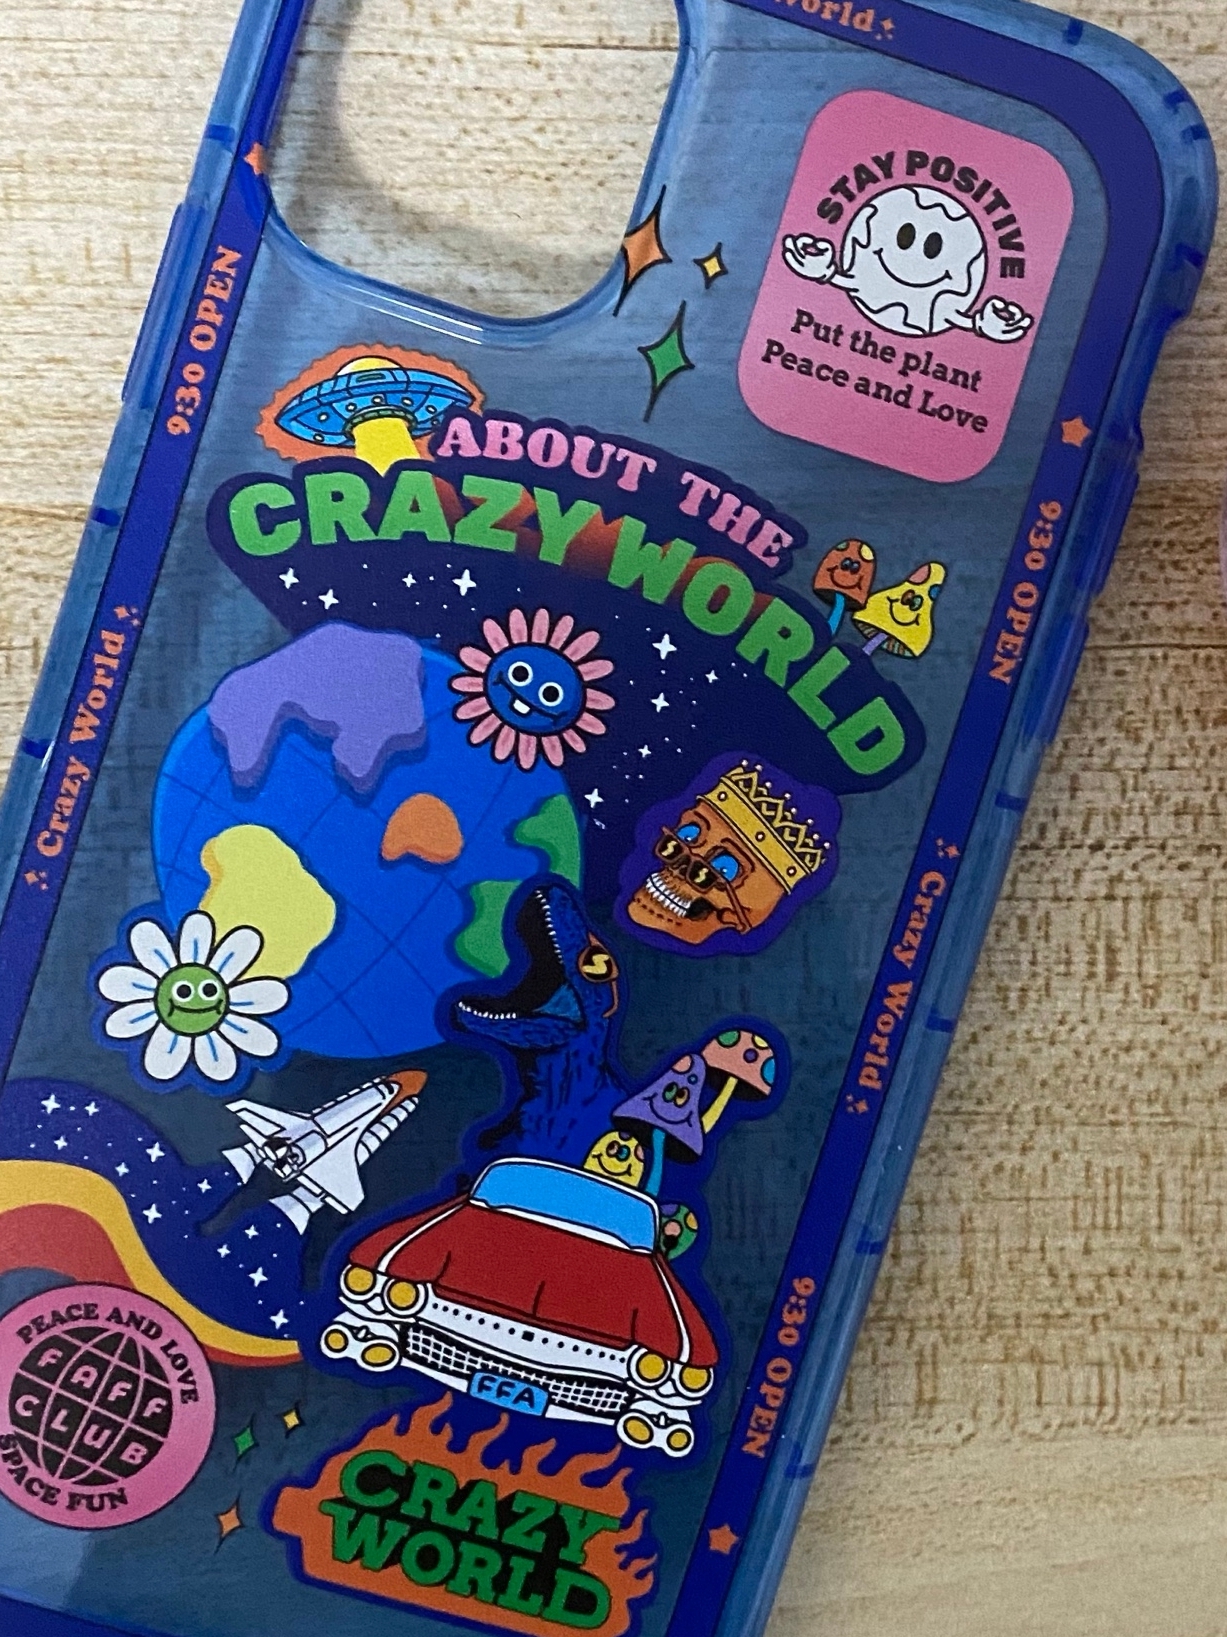 World
STAY POSITIVE
Put the plant
Peace and Love
9:30 OPEN
Crazy World
ABOUT THE
CRAZY WORLD
9:30 OPEN
Crazy World
9:30 OPEN
FFA
PEACE AND LOVE
FAFF
CLUB
SPACE FUN
CRAZY
WORLD